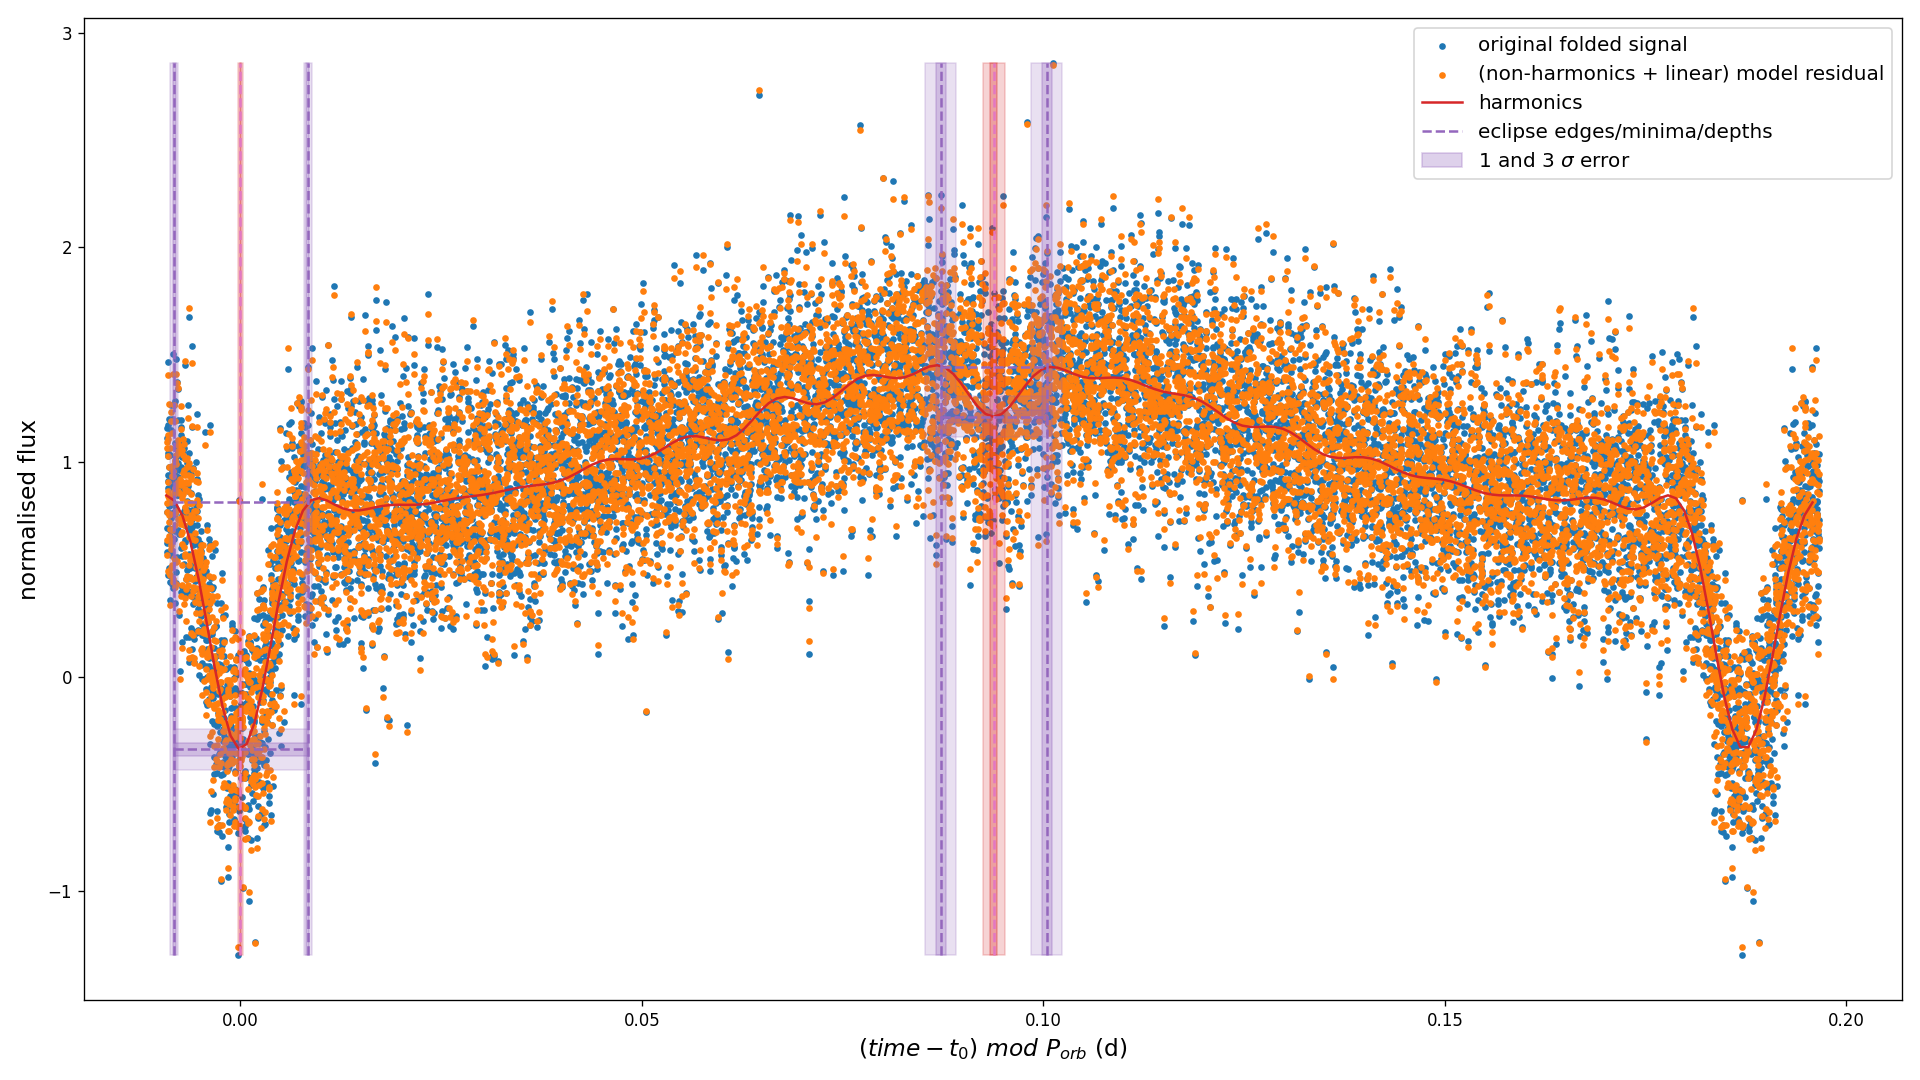 original folded signal
(non-harmonics + linear) model residual
harmonics
eclipse edges/minima/depths
1 and 3 σ error
normalised flux
3
2
1
0
−1
0.00 0.05 0.10 0.15 0.20
(time − t₀) mod P_orb (d)